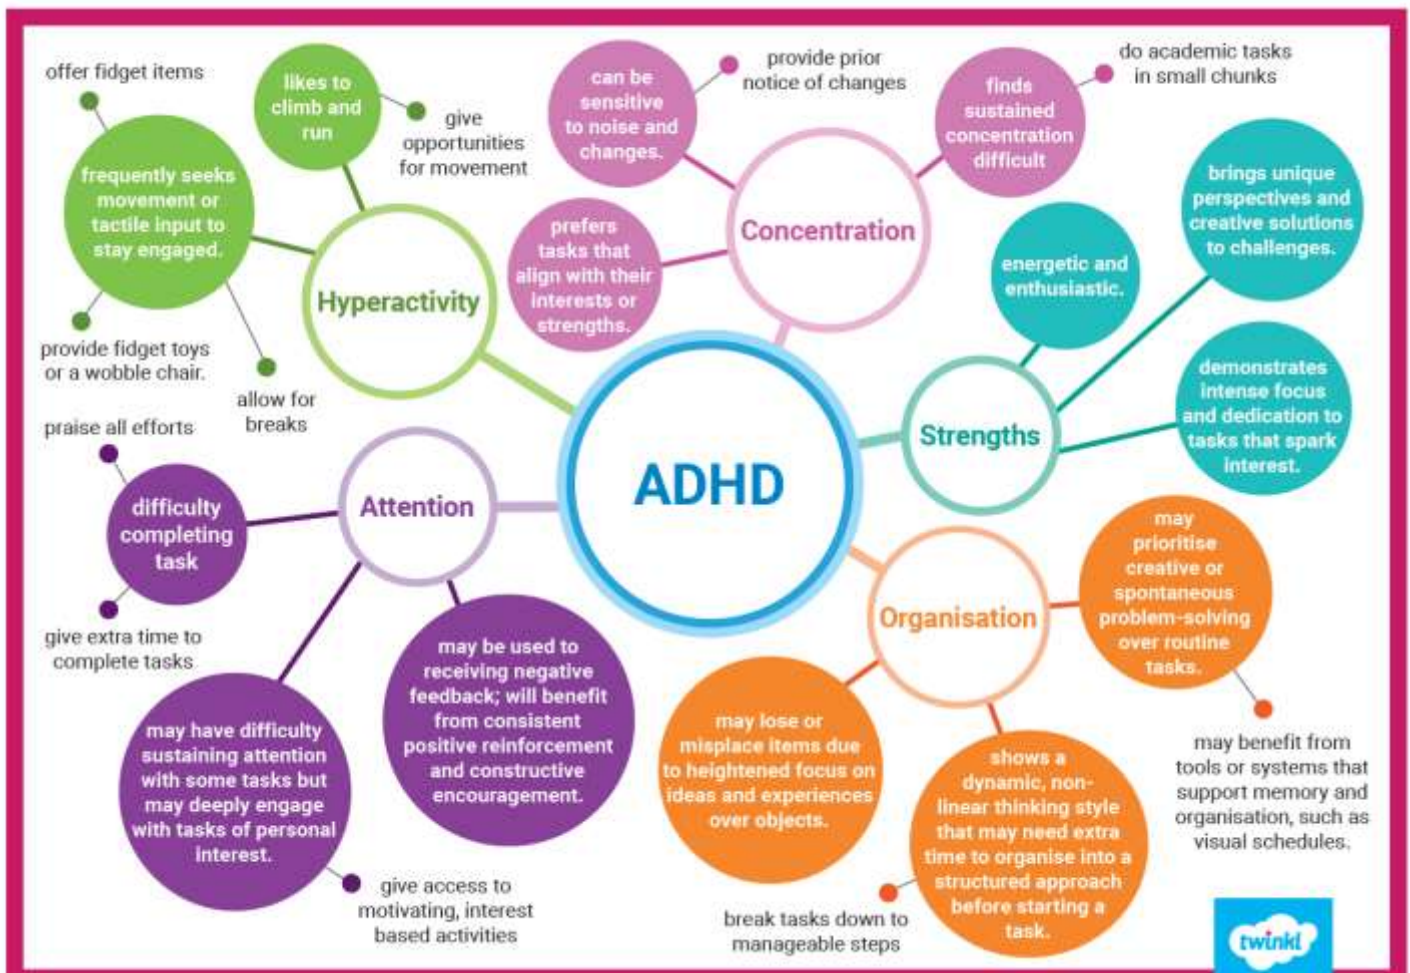 offer fidget items
likes to
climb and
run
give
opportunities
for movement
frequently seeks
movement or
tactile input to
stay engaged.
Hyperactivity
provide fidget toys
or a wobble chair.
allow for
breaks
can be
sensitive
to noise and
changes.
provide prior
notice of changes
finds
sustained
concentration
difficult
do academic tasks
in small chunks
prefers
tasks that
align with their
interests or
strengths.
Concentration
energetic and
enthusiastic.
brings unique
perspectives and
creative solutions
to challenges.
demonstrates
intense focus
and dedication to
tasks that spark
interest.
Strengths
ADHD
praise all efforts
difficulty
completing
task
Attention
give extra time to
complete tasks
may have difficulty
sustaining attention
with some tasks but
may deeply engage
with tasks of personal
interest.
give access to
motivating, interest
based activities
may be used to
receiving negative
feedback; will benefit
from consistent
positive reinforcement
and constructive
encouragement.
Organisation
may
prioritise
creative or
spontaneous
problem-solving
over routine
tasks.
may benefit from
tools or systems that
support memory and
organisation, such as
visual schedules.
may lose or
misplace items due
to heightened focus on
ideas and experiences
over objects.
shows a
dynamic, non-
linear thinking style
that may need extra
time to organise into a
structured approach
before starting a
task.
break tasks down to
manageable steps
twinkl